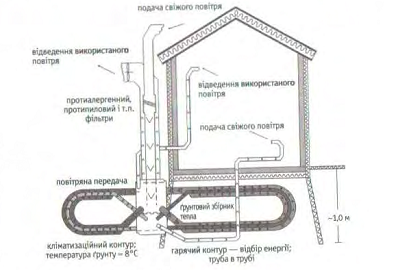 подача свіжого повітря
відведення використаного
повітря
відведення використаного
повітря
протиалергенний,
протипиловий і т.п.
фільтри
подача свіжого повітря
повітряна передача
ґрунтовий збірник
тепла
~1,0 м
кліматизаційний контур;
температура ґрунту ~ 8°C
гарячий контур — відбір енергії;
труба в трубі